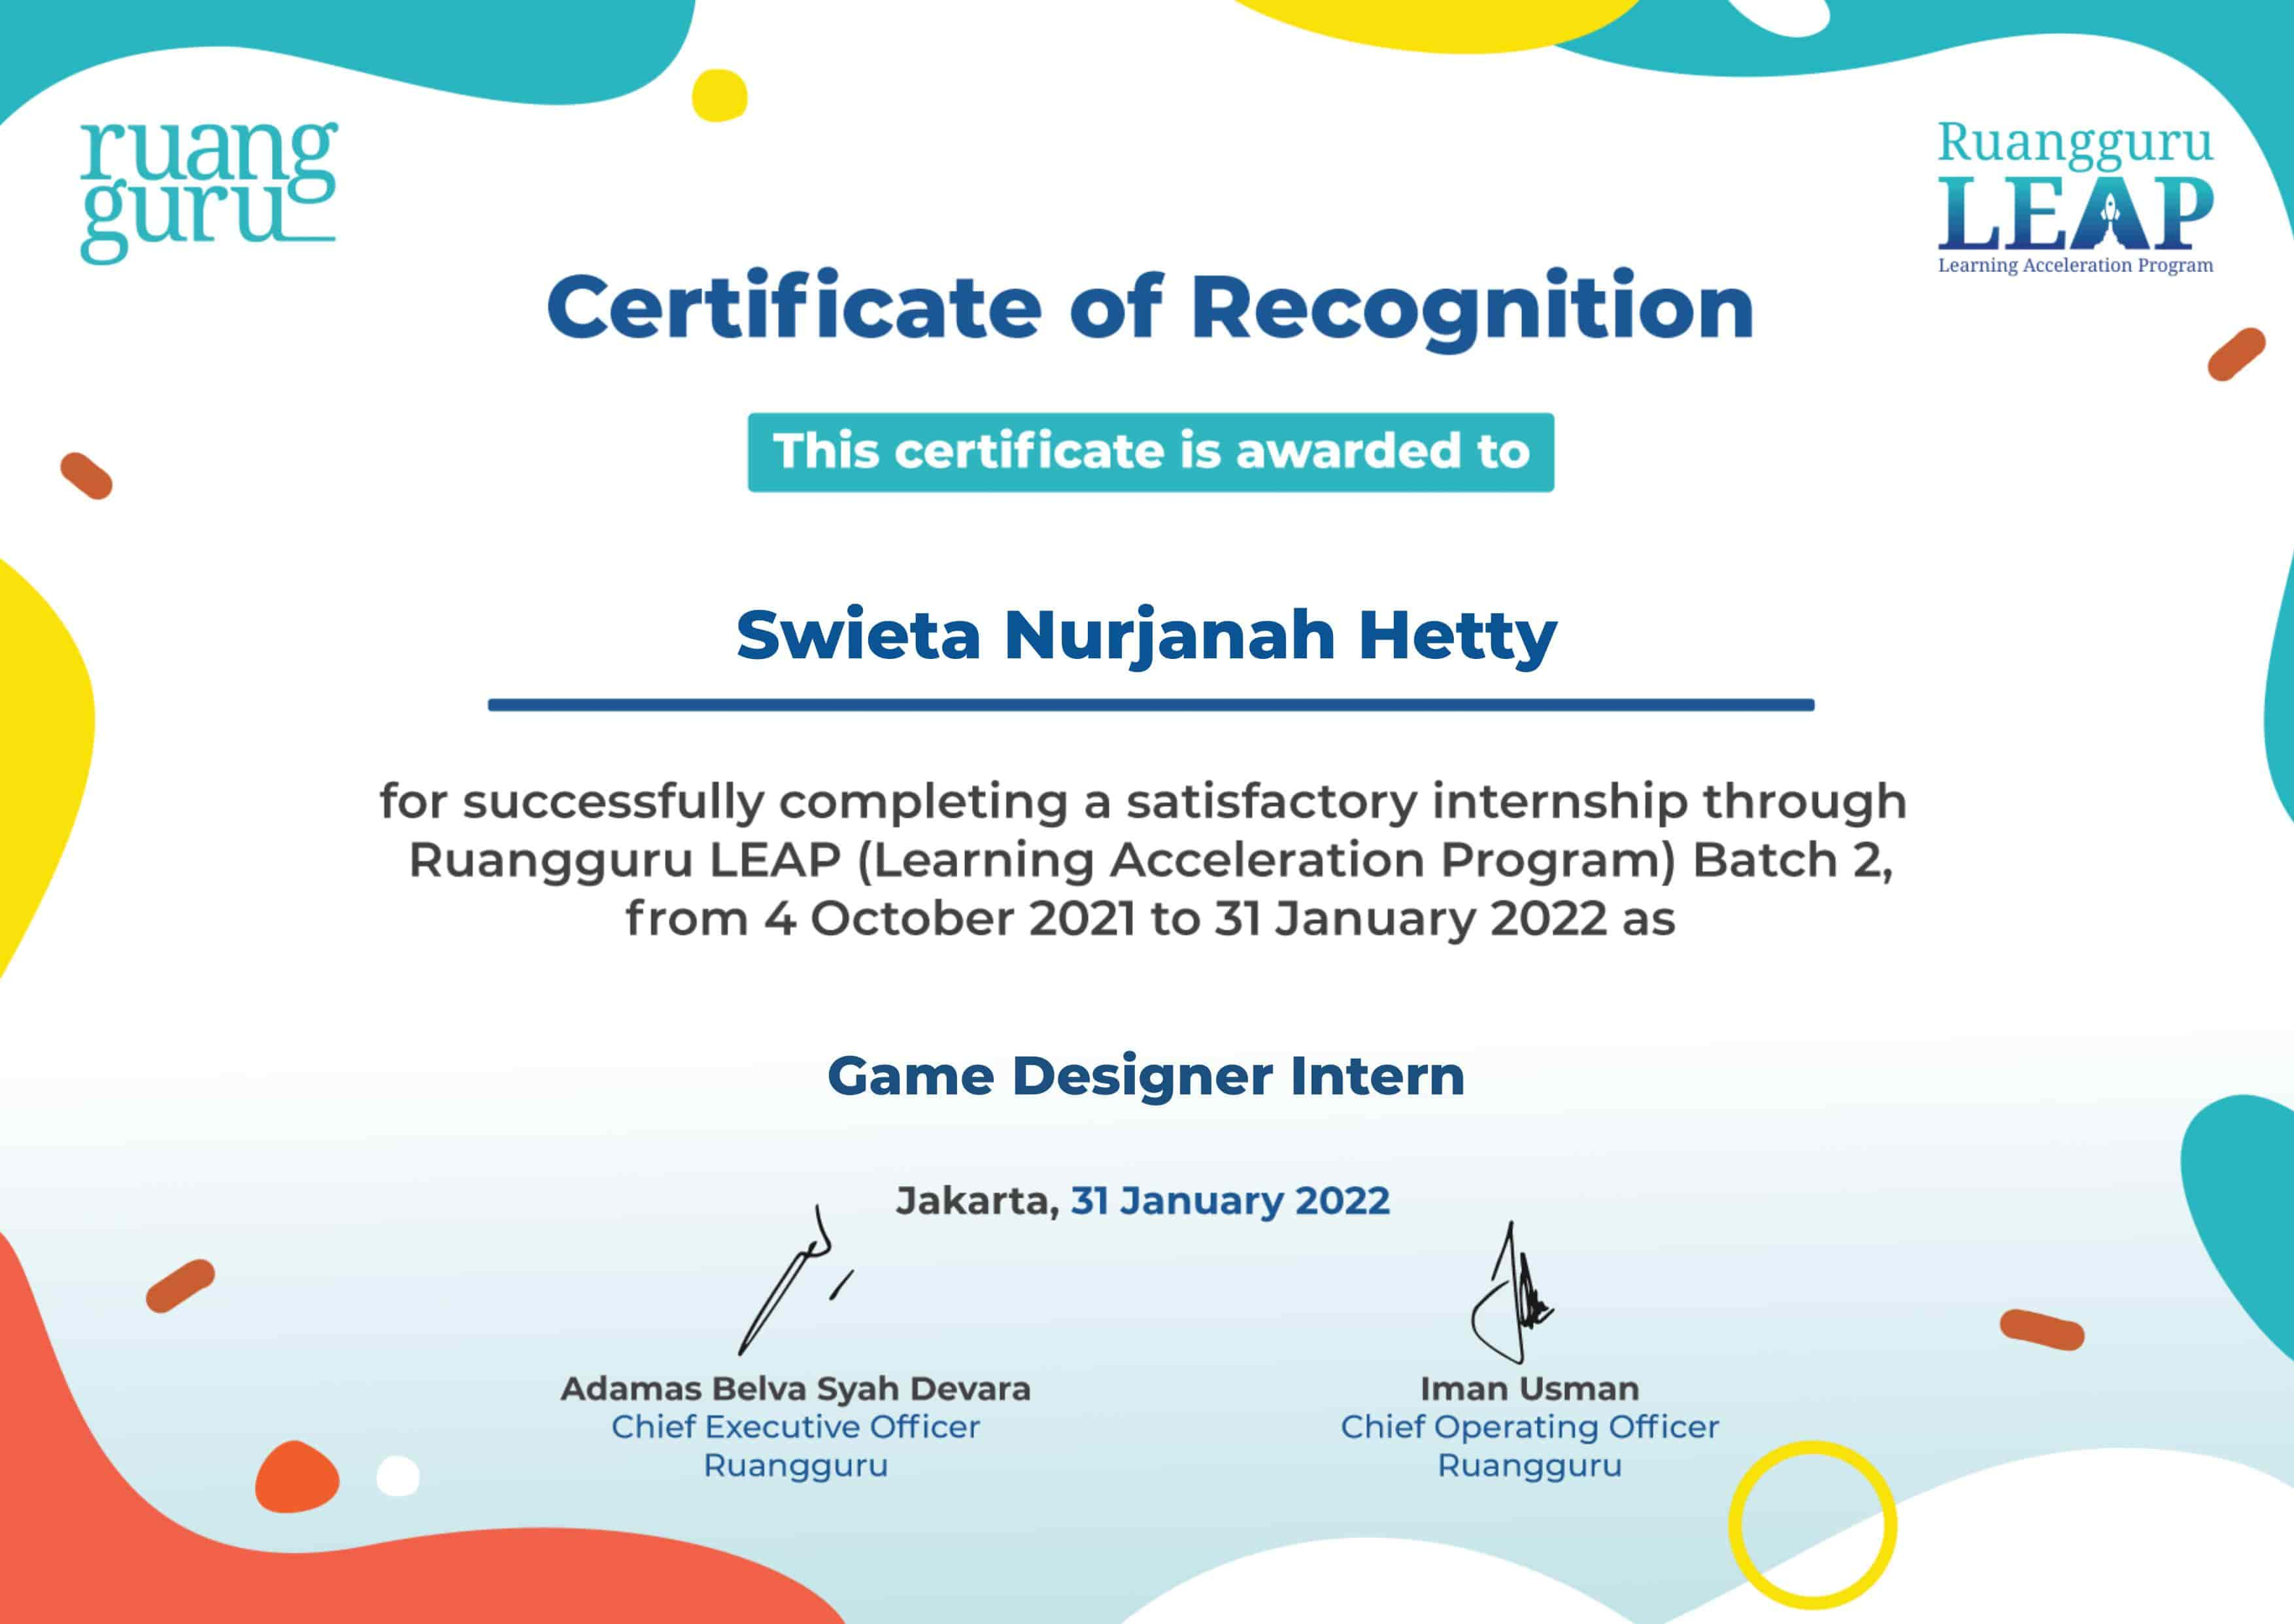 ruang
guru
Ruangguru
LEAP
Learning Acceleration Program
Certificate of Recognition
This certificate is awarded to
Swieta Nurjanah Hetty
for successfully completing a satisfactory internship through
Ruangguru LEAP (Learning Acceleration Program) Batch 2,
from 4 October 2021 to 31 January 2022 as
Game Designer Intern
Jakarta, 31 January 2022
Adamas Belva Syah Devara
Chief Executive Officer
Ruangguru
Iman Usman
Chief Operating Officer
Ruangguru